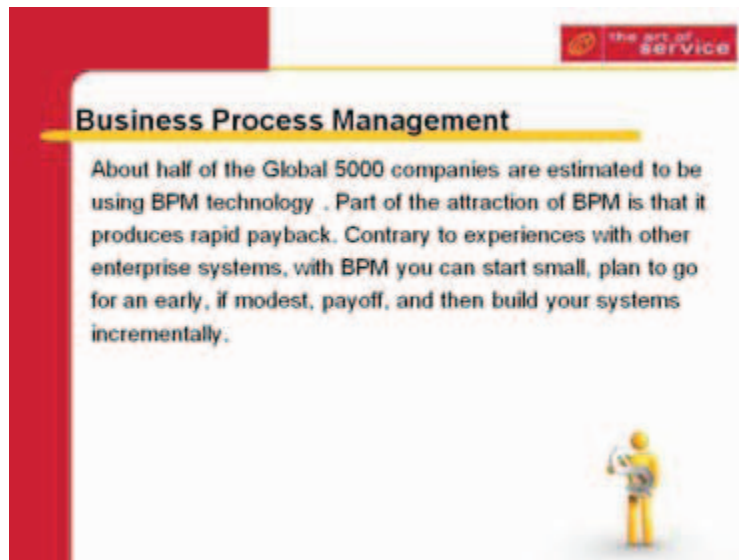 the art of
service
Business Process Management
About half of the Global 5000 companies are estimated to be
using BPM technology . Part of the attraction of BPM is that it
produces rapid payback. Contrary to experiences with other
enterprise systems, with BPM you can start small, plan to go
for an early, if modest, payoff, and then build your systems
incrementally.